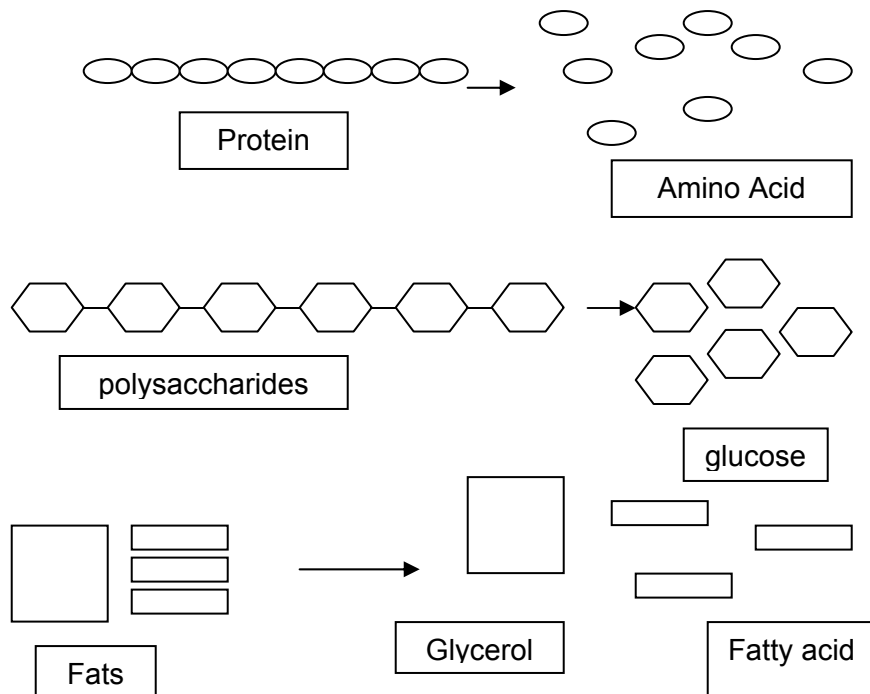 Protein
Amino Acid
polysaccharides
glucose
Fats
Glycerol
Fatty acid